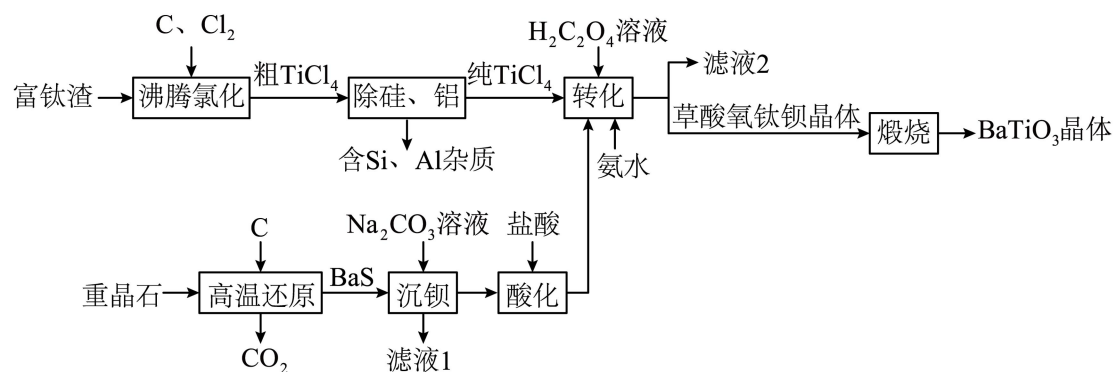 C、Cl₂
H₂C₂O₄溶液
富钛渣
沸腾氯化
粗TiCl₄
除硅、铝
纯TiCl₄
转化
滤液2
草酸氧钛钡晶体
煅烧
BaTiO₃晶体
含Si、Al杂质
氨水
C
Na₂CO₃溶液
盐酸
重晶石
高温还原
BaS
沉钡
酸化
CO₂
滤液1